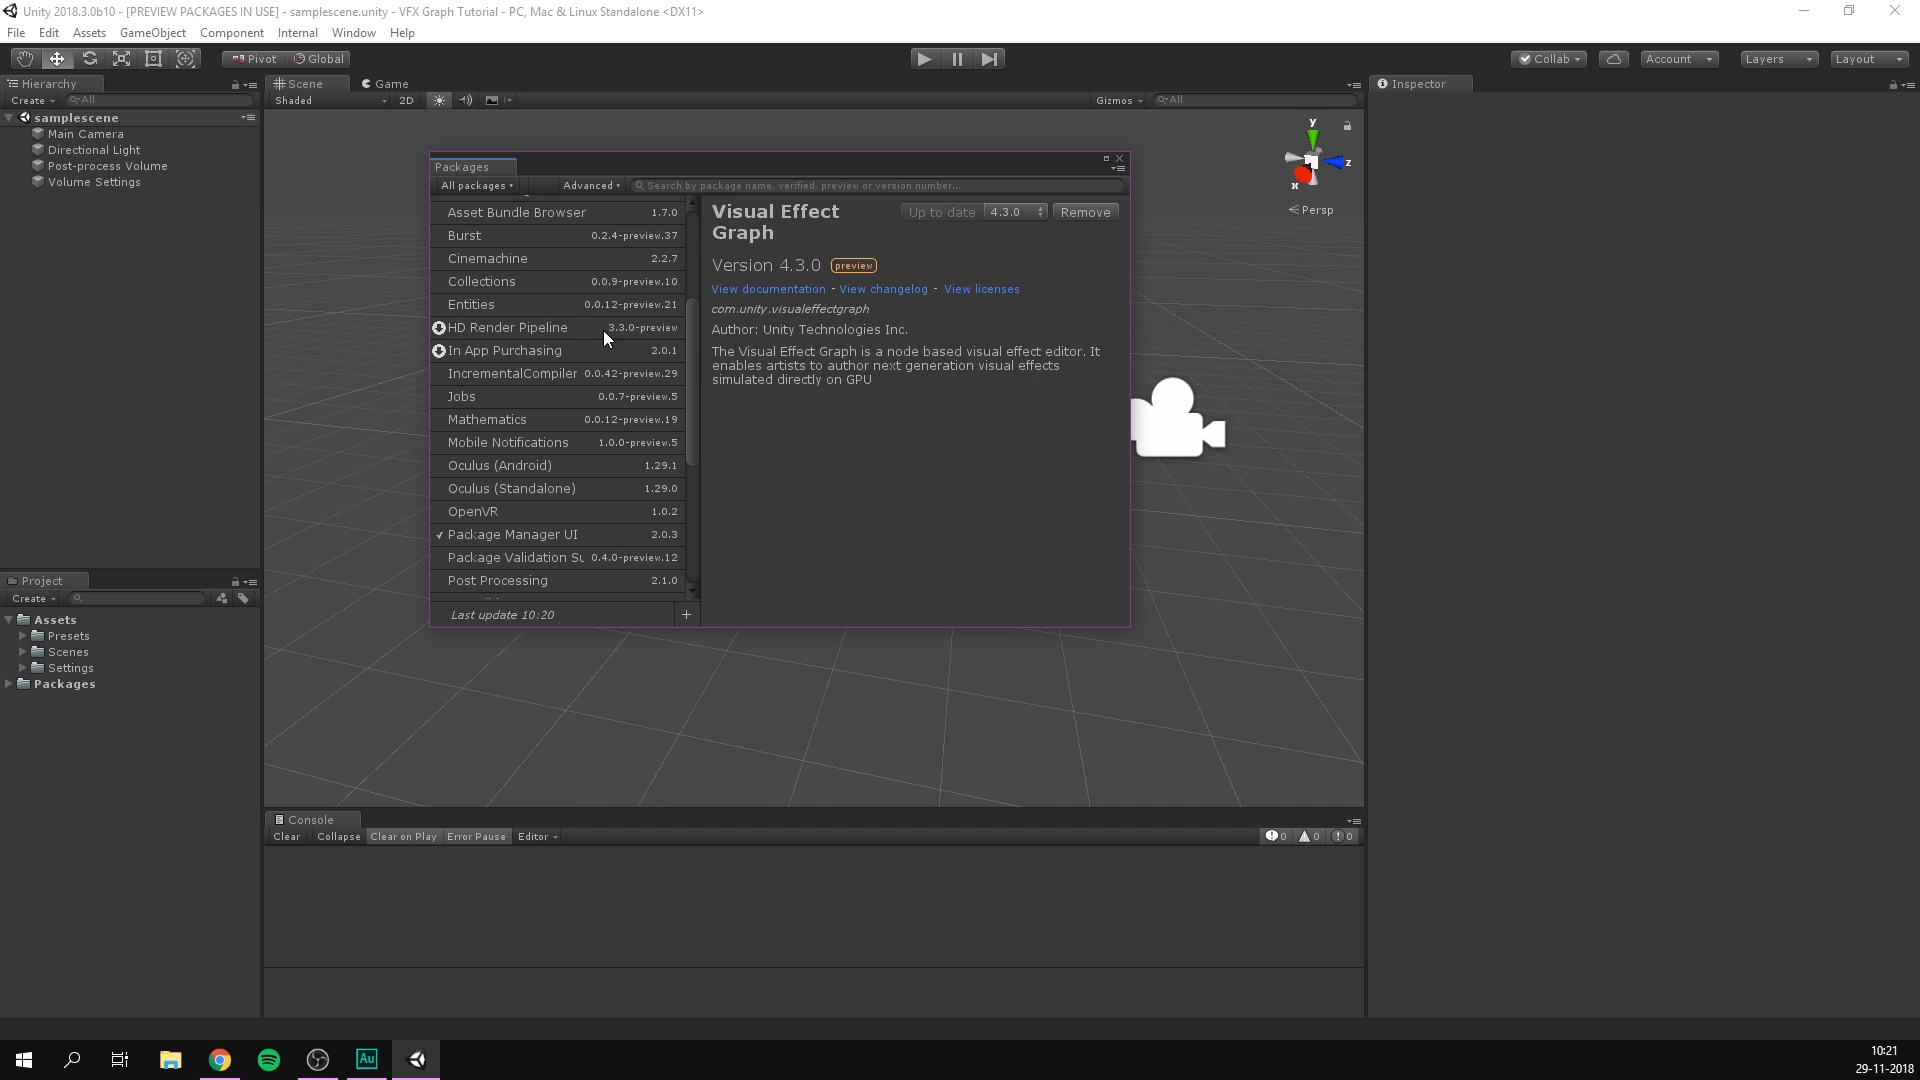 Unity 2018.3.0b10 - [PREVIEW PACKAGES IN USE] - samplescene.unity - VFX Graph Tutorial - PC, Mac & Linux Standalone <DX11>
File Edit Assets GameObject Component Internal Window Help
Pivot Global Collab Account Layers Layout
Hierarchy
Create All
samplescene
Main Camera
Directional Light
Post-process Volume
Volume Settings
Scene Game
Shaded 2D Gizmos All
y
z
x
Persp
Inspector
Packages
All packages Advanced Search by package name, verified, preview or version number...
Asset Bundle Browser 1.7.0
Burst 0.2.4-preview.37
Cinemachine 2.2.7
Collections 0.0.9-preview.10
Entities 0.0.12-preview.21
HD Render Pipeline 3.3.0-preview
In App Purchasing 2.0.1
IncrementalCompiler 0.0.42-preview.29
Jobs 0.0.7-preview.5
Mathematics 0.0.12-preview.19
Mobile Notifications 1.0.0-preview.5
Oculus (Android) 1.29.1
Oculus (Standalone) 1.29.0
OpenVR 1.0.2
Package Manager UI 2.0.3
Package Validation Su 0.4.0-preview.12
Post Processing 2.1.0
Last update 10:20 +
Visual Effect
Graph
Up to date 4.3.0 Remove
Version 4.3.0 preview
View documentation - View changelog - View licenses
com.unity.visualeffectgraph
Author: Unity Technologies Inc.
The Visual Effect Graph is a node based visual effect editor. It
enables artists to author next generation visual effects
simulated directly on GPU
Project
Create
Assets
Presets
Scenes
Settings
Packages
Console
Clear Collapse Clear on Play Error Pause Editor 0 0 0
Au
10:21
29-11-2018